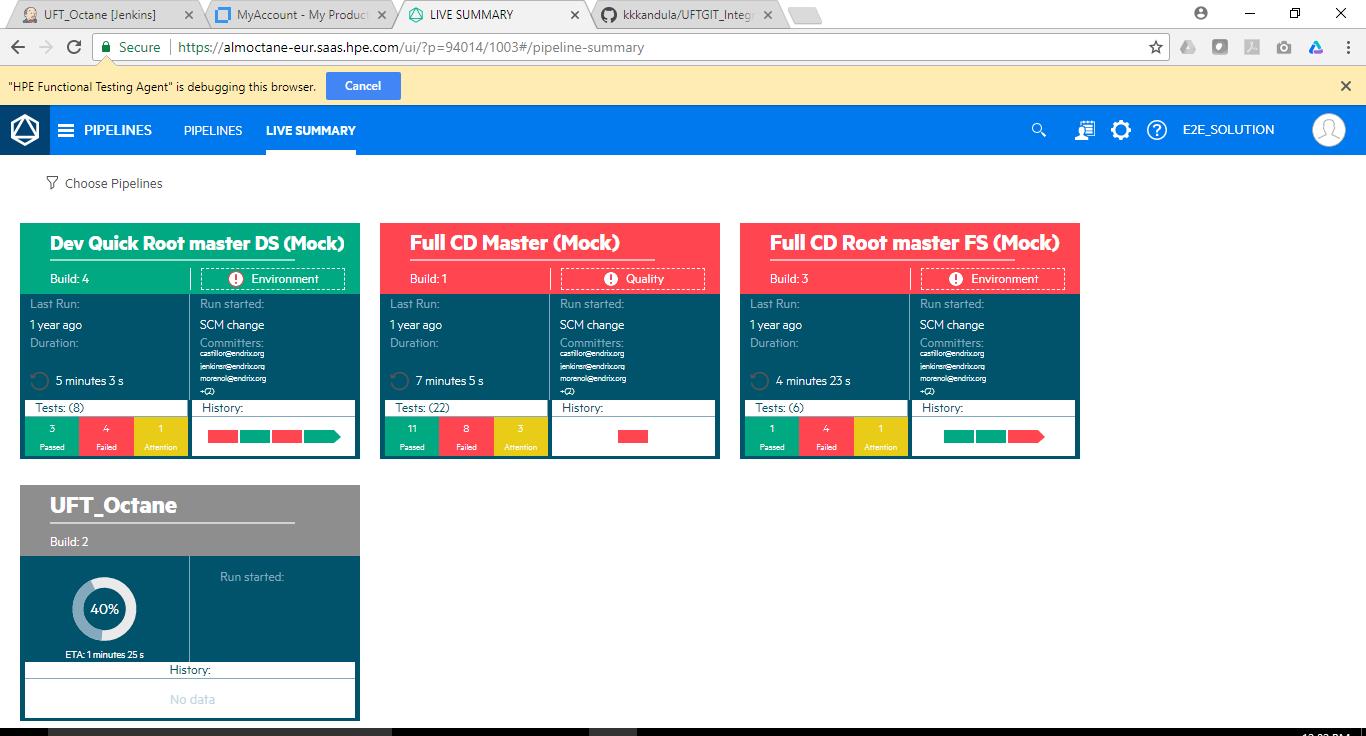 UFT_Octane [Jenkins]
MyAccount - My Product
LIVE SUMMARY
kkkandula/UFTGIT_Integr
Secure
https://almoctane-eur.saas.hpe.com/ui/?p=94014/1003#/pipeline-summary
"HPE Functional Testing Agent" is debugging this browser.
Cancel
PIPELINES
PIPELINES
LIVE SUMMARY
E2E_SOLUTION
Choose Pipelines
Dev Quick Root master DS (Mock)
Build: 4
Environment
Last Run:
1 year ago
Duration:
5 minutes 3 s
Run started:
SCM change
Committers:
castillor@endrix.org
jenkinsr@endrix.org
morenol@endrix.org
+(2)
Tests: (8)
3
Passed
4
Failed
1
Attention
History:
Full CD Master (Mock)
Build: 1
Quality
Last Run:
1 year ago
Duration:
7 minutes 5 s
Run started:
SCM change
Committers:
castillor@endrix.org
jenkinsr@endrix.org
morenol@endrix.org
+(2)
Tests: (22)
11
Passed
8
Failed
3
Attention
History:
Full CD Root master FS (Mock)
Build: 3
Environment
Last Run:
1 year ago
Duration:
4 minutes 23 s
Run started:
SCM change
Committers:
castillor@endrix.org
jenkinsr@endrix.org
morenol@endrix.org
+(2)
Tests: (6)
1
Passed
4
Failed
1
Attention
History:
UFT_Octane
Build: 2
40%
ETA: 1 minutes 25 s
Run started:
History:
No data